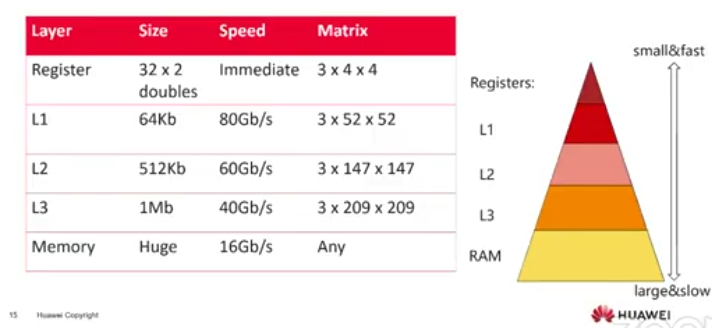 Layer Size Speed Matrix
Register 32 x 2 Immediate 3 x 4 x 4
doubles
L1 64Kb 80Gb/s 3 x 52 x 52
L2 512Kb 60Gb/s 3 x 147 x 147
L3 1Mb 40Gb/s 3 x 209 x 209
Memory Huge 16Gb/s Any
small&fast
Registers:
L1
L2
L3
RAM
large&slow
15 Huawei Copyright
HUAWEI